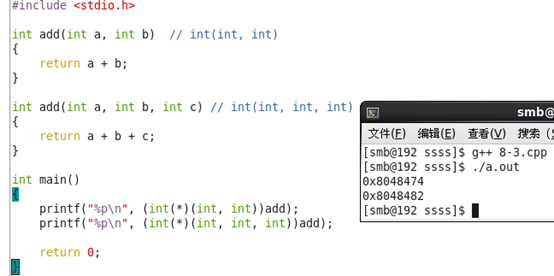 #include <stdio.h>
int add(int a, int b)  // int(int, int)
{
    return a + b;
}
int add(int a, int b, int c) // int(int, int, int)
{
    return a + b + c;
}
int main()
{
    printf("%p\n", (int(*)(int, int))add);
    printf("%p\n", (int(*)(int, int, int))add);
    return 0;
}
smb@
文件(F) 编辑(E) 查看(V) 搜索
[smb@192 ssss]$ g++ 8-3.cpp
[smb@192 ssss]$ ./a.out
0x8048474
0x8048482
[smb@192 ssss]$